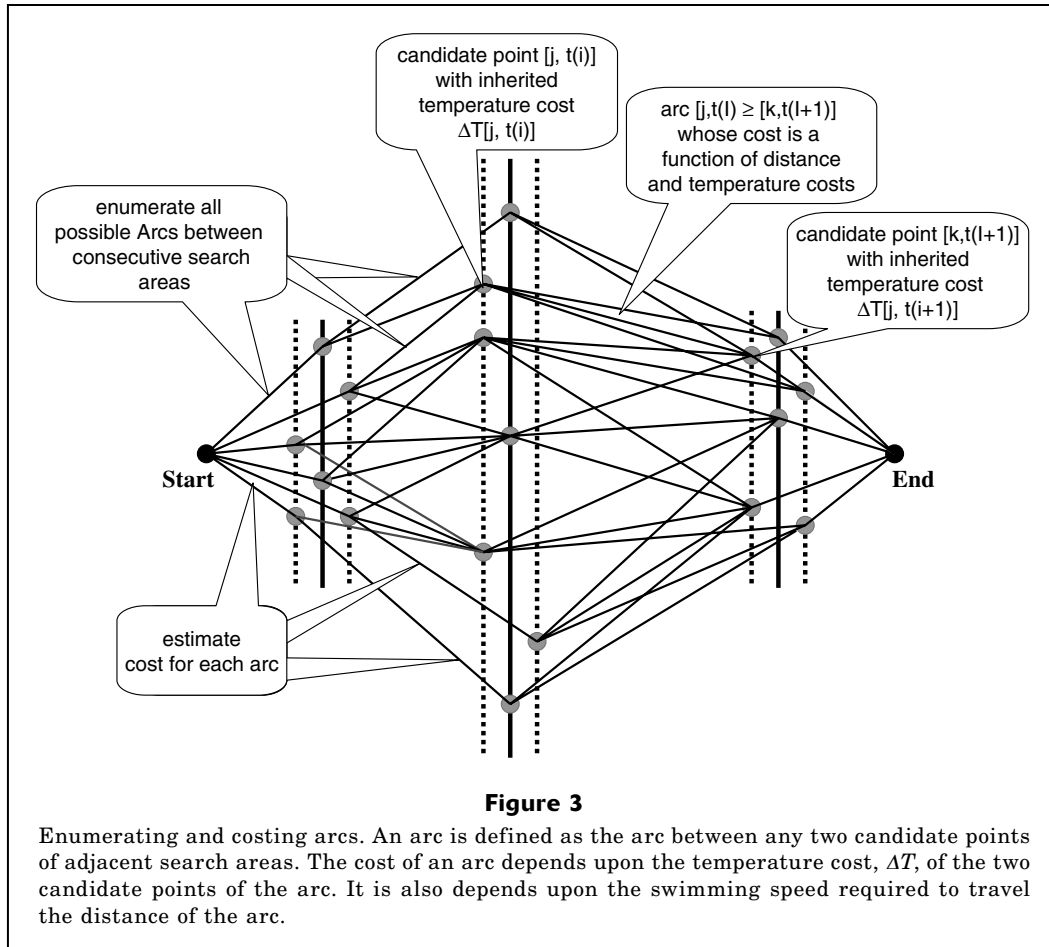 candidate point [j, t(i)]
with inherited
temperature cost
ΔT[j, t(i)]
arc [j,t(I) ≥ [k,t(I+1)]
whose cost is a
function of distance
and temperature costs
enumerate all
possible Arcs between
consecutive search
areas
candidate point [k,t(I+1)]
with inherited
temperature cost
ΔT[j, t(i+1)]
Start
End
estimate
cost for each arc
Figure 3
Enumerating and costing arcs. An arc is defined as the arc between any two candidate points
of adjacent search areas. The cost of an arc depends upon the temperature cost, ΔT, of the two
candidate points of the arc. It is also depends upon the swimming speed required to travel
the distance of the arc.